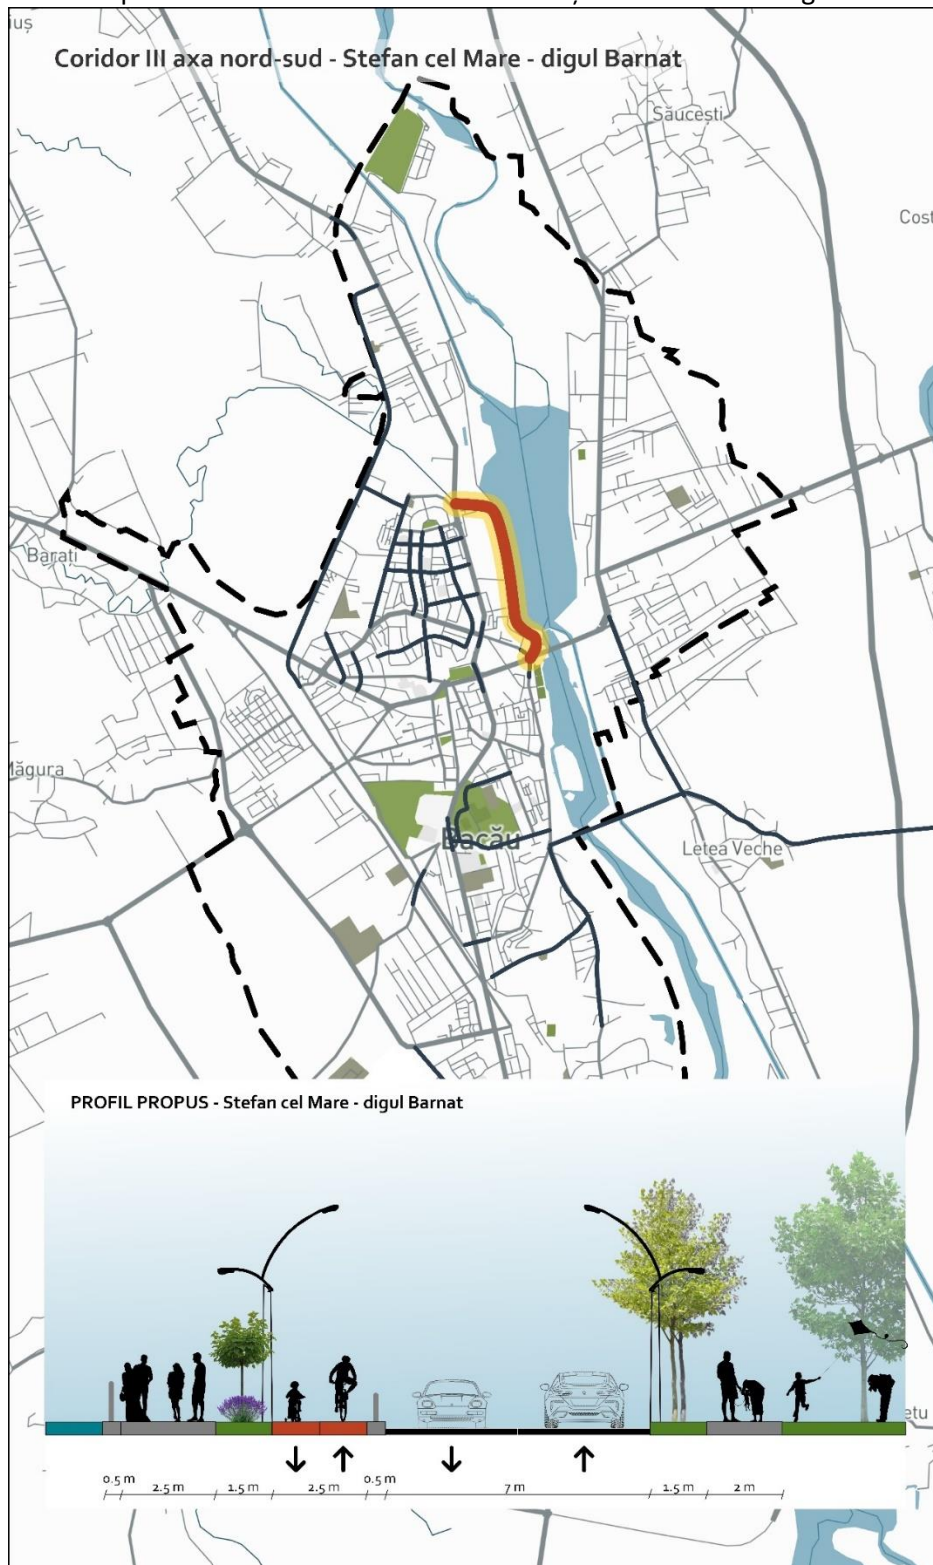 Coridor III axa nord-sud - Stefan cel Mare - digul Barnat
Săucești
Barați
Măgura
Bacău
Letea Veche
PROFIL PROPUS - Stefan cel Mare - digul Barnat
0.5 m
2.5 m
1.5 m
2.5 m
0.5 m
7 m
1.5 m
2 m